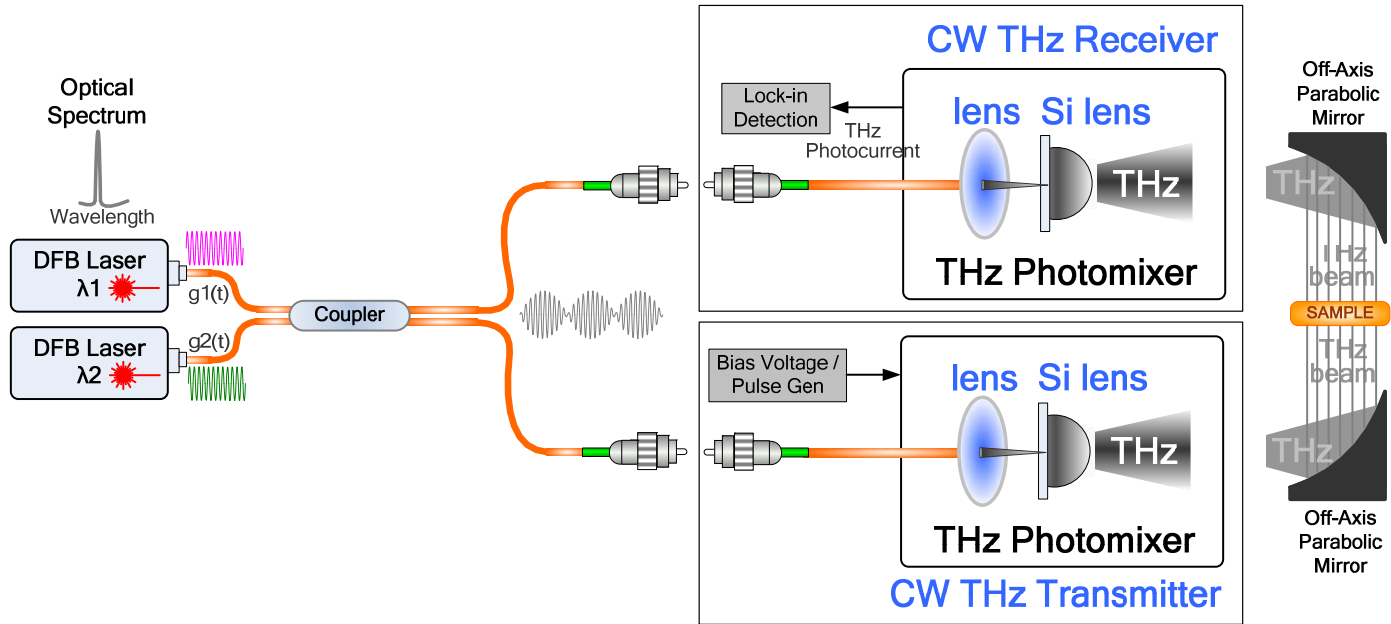 Optical
Spectrum
Wavelength
DFB Laser
λ1
g1(t)
DFB Laser
λ2
g2(t)
Coupler
CW THz Receiver
Lock-in
Detection
THz
Photocurrent
lens
Si lens
THz
THz Photomixer
Bias Voltage /
Pulse Gen
lens
Si lens
THz
THz Photomixer
CW THz Transmitter
Off-Axis
Parabolic
Mirror
THz
THz
beam
SAMPLE
THz
beam
THz
Off-Axis
Parabolic
Mirror